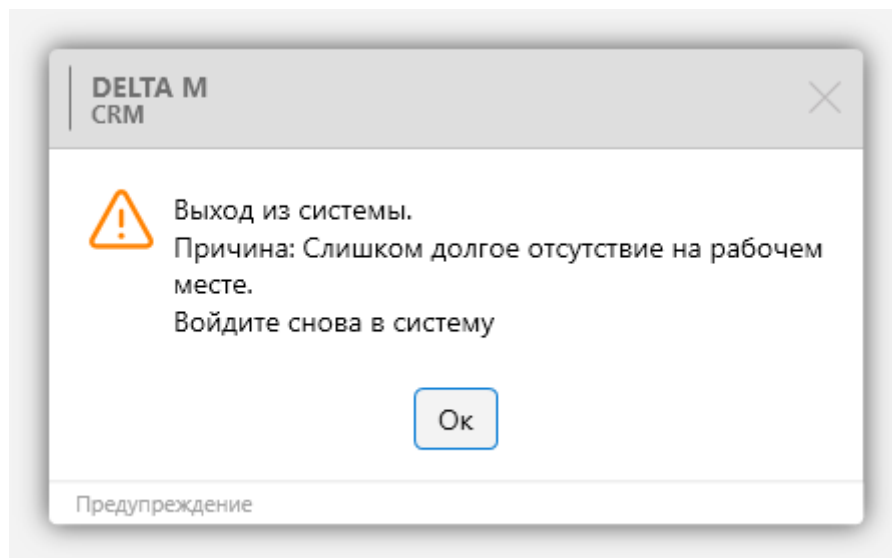 DELTA M
CRM
Выход из системы.
Причина: Слишком долгое отсутствие на рабочем
месте.
Войдите снова в систему
Ок
Предупреждение